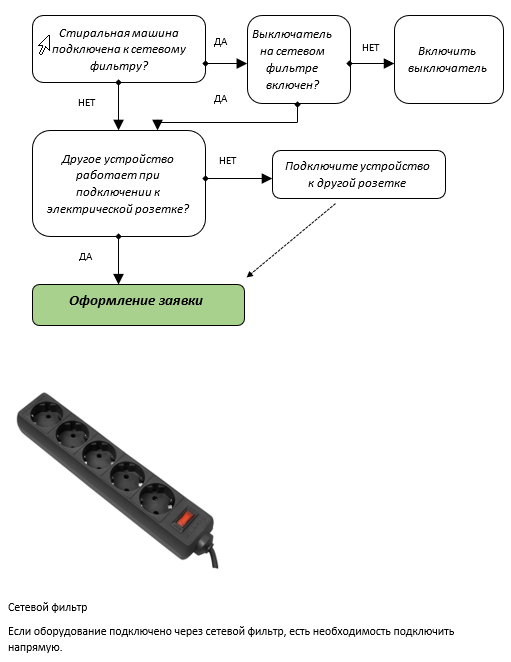 Стиральная машина
подключена к сетевому
фильтру?
ДА
Выключатель
на сетевом
фильтре
включен?
НЕТ
Включить
выключатель
НЕТ
ДА
Другое устройство
работает при
подключении к
электрической розетке?
НЕТ
Подключите устройство
к другой розетке
ДА
Оформление заявки
Сетевой фильтр
Если оборудование подключено через сетевой фильтр, есть необходимость подключить
напрямую.